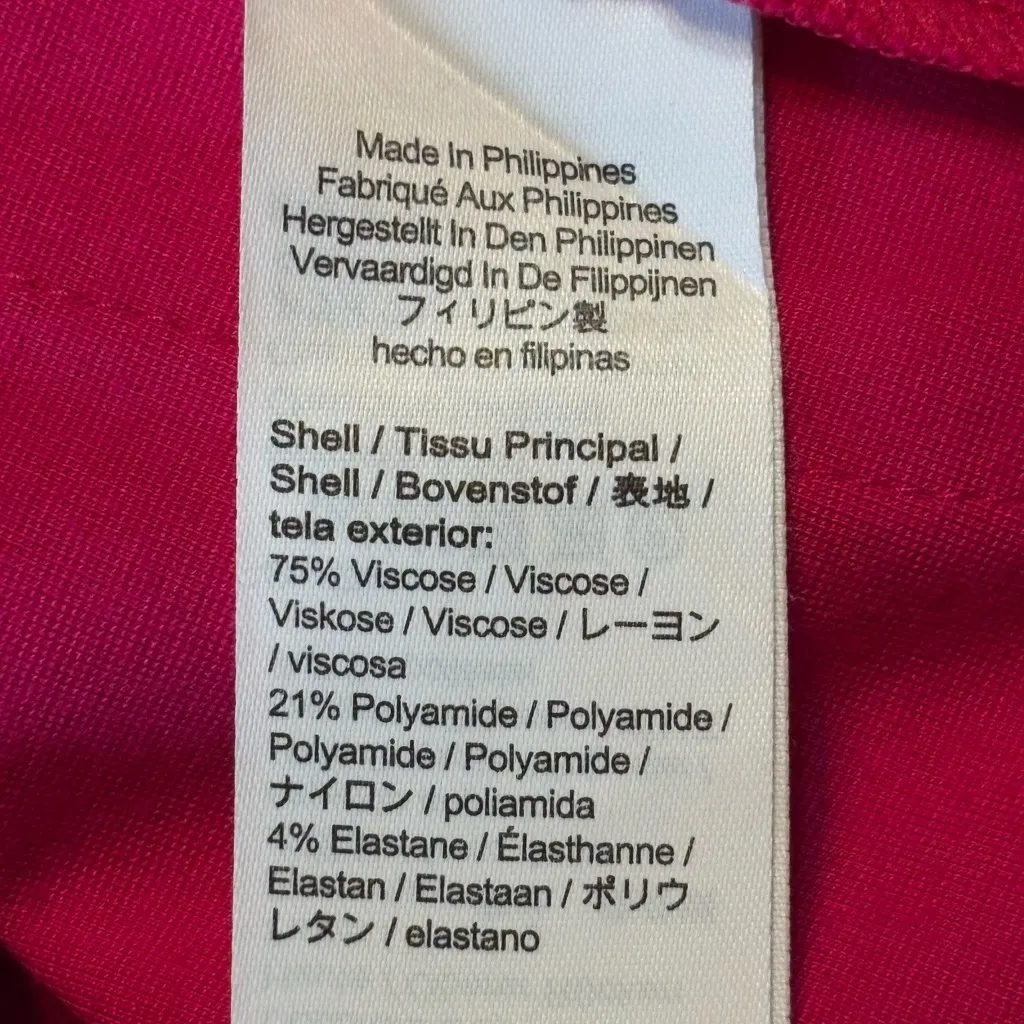 Made In Philippines
Fabriqué Aux Philippines
Hergestellt In Den Philippinen
Vervaardigd In De Filippijnen
フィリピン製
hecho en filipinas
Shell / Tissu Principal /
Shell / Bovenstof / 表地 /
tela exterior:
75% Viscose / Viscose /
Viskose / Viscose / レーヨン
/ viscosa
21% Polyamide / Polyamide /
Polyamide / Polyamide /
ナイロン / poliamida
4% Elastane / Élasthanne /
Elastan / Elastaan / ポリウ
レタン / elastano